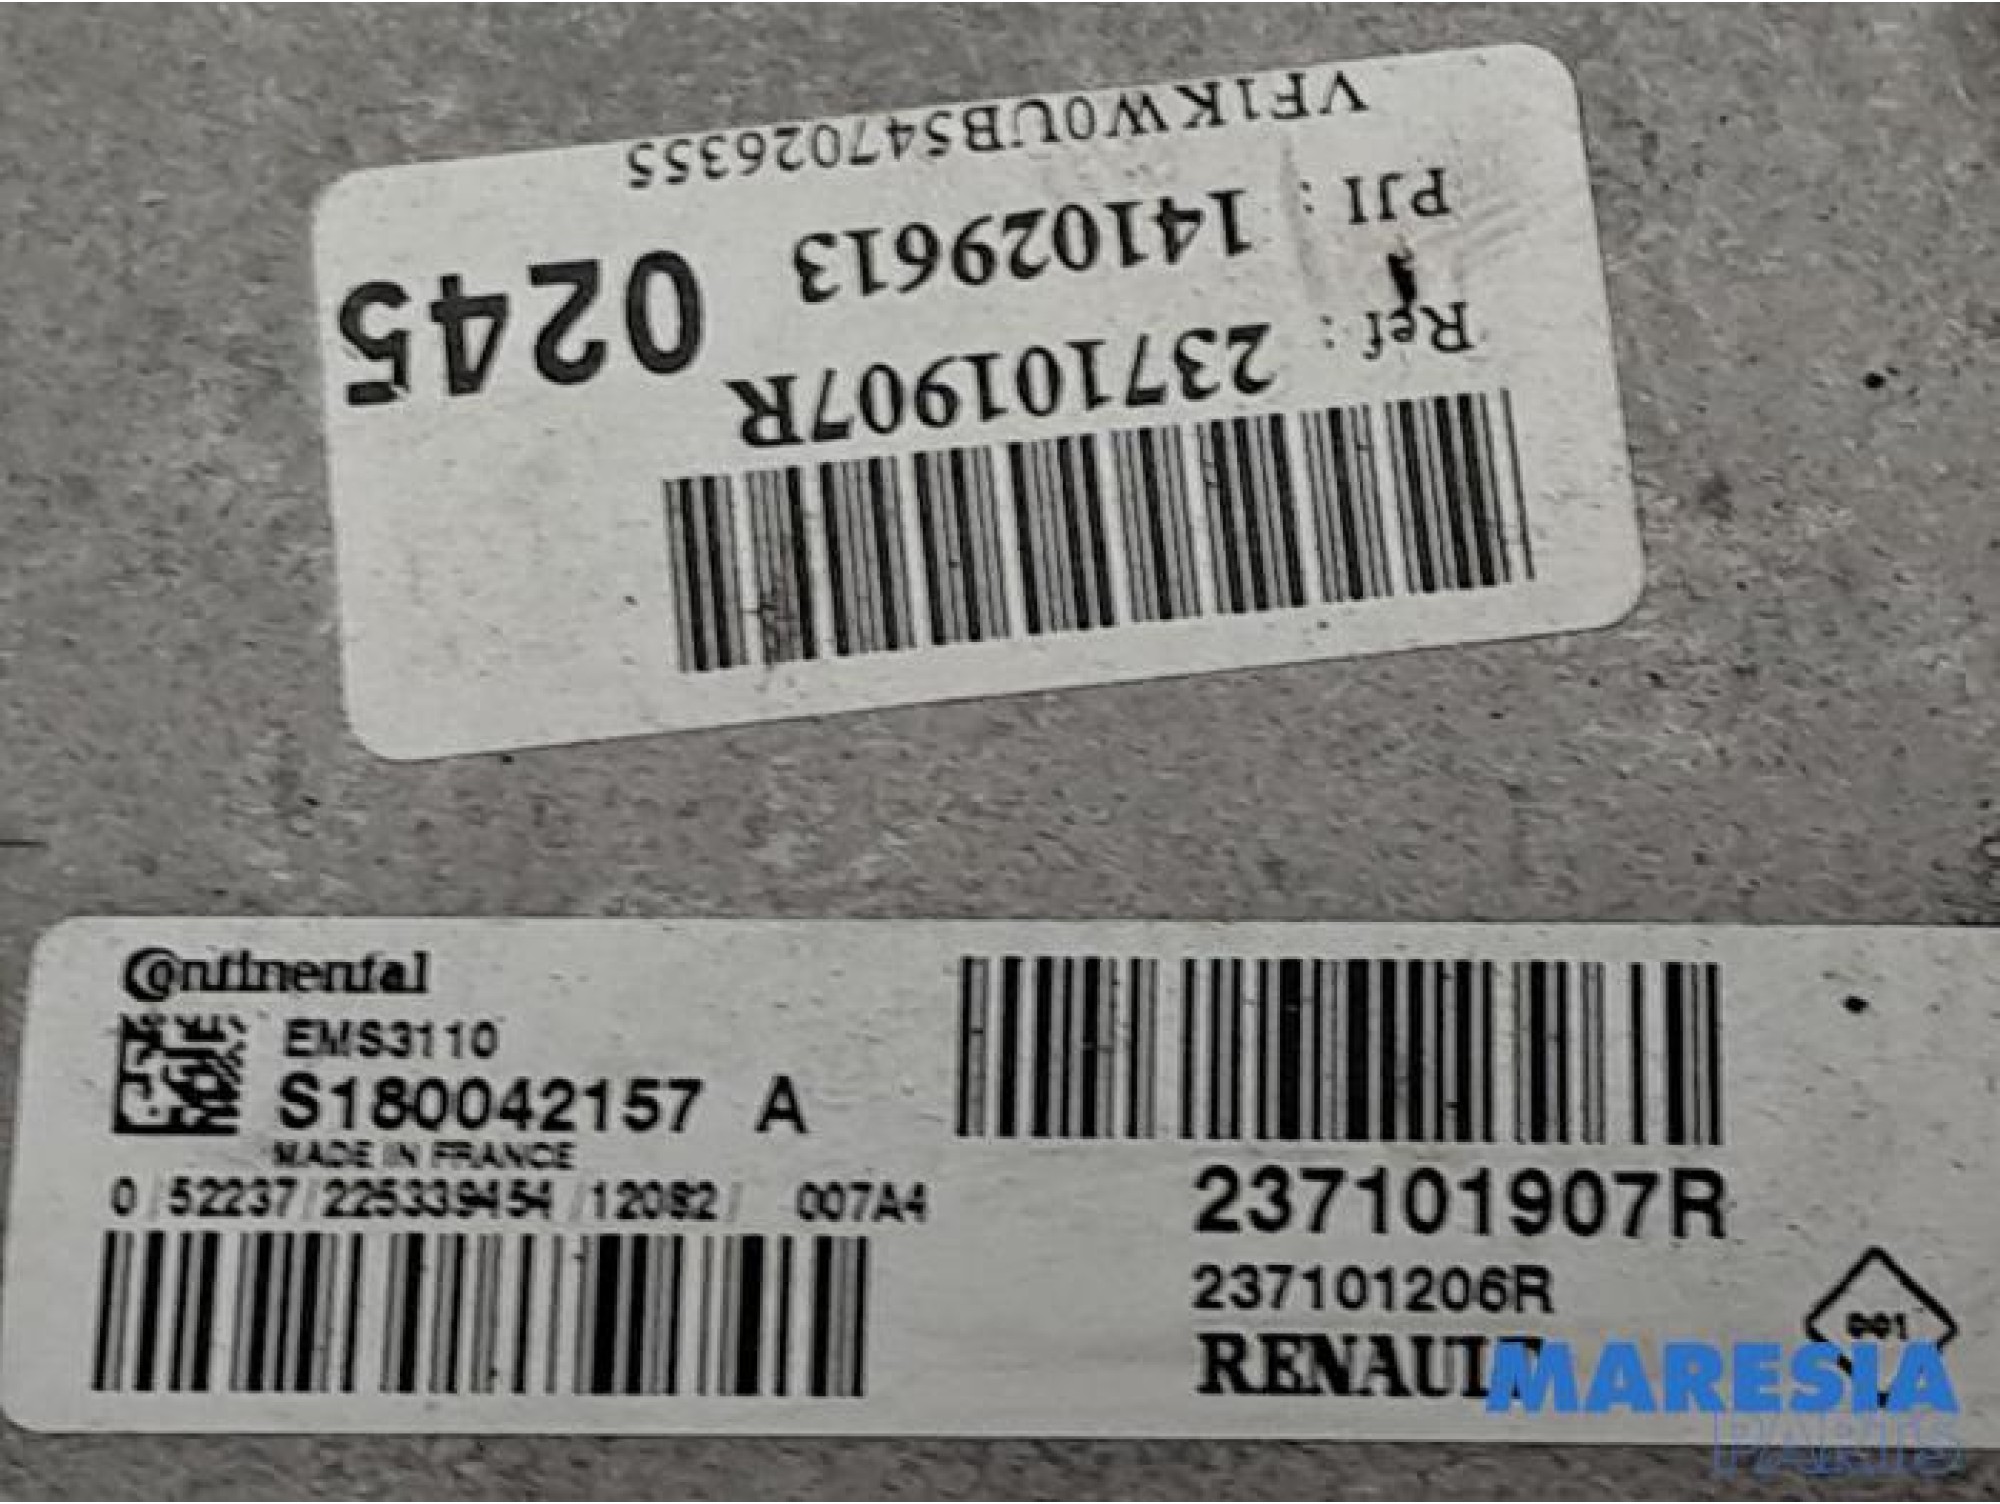 VF1KW0UB547026355
PJI : 141029613
0245
Ref : 237101907R
Continental
EMS3110
S180042157 A
MADE IN FRANCE
0 52237 225339454 12082 007A4
237101907R
237101206R
RENAULT
001
MARESIA
PARTS